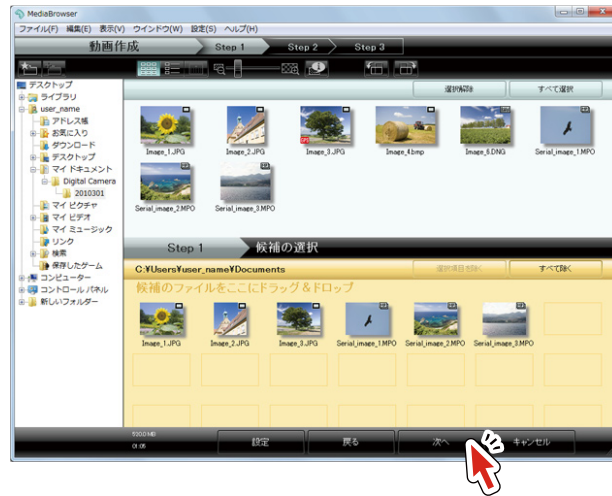 MediaBrowser
ファイル(F) 編集(E) 表示(V) ウインドウ(W) 設定(S) ヘルプ(H)
動画作成 Step 1 Step 2 Step 3
デスクトップ
ライブラリ
user_name
アドレス帳
お気に入り
ダウンロード
デスクトップ
マイ ドキュメント
Digital Camera
2010301
マイ ピクチャ
マイ ビデオ
マイ ミュージック
リンク
検索
保存したゲーム
コンピューター
コントロール パネル
新しいフォルダー
選択解除 すべて選択
Image_1.JPG Image_2.JPG Image_3.JPG Image_4.bmp Image_5.DNG Serial_image_1.MPO
Serial_image_2.MPO Serial_image_3.MPO
Step 1 候補の選択
C:¥Users¥user_name¥Documents 選択項目を除く すべて除く
候補のファイルをここにドラッグ&ドロップ
Image_1.JPG Image_2.JPG Image_3.JPG Serial_image_1.MPO Serial_image_2.MPO Serial_image_3.MPO
01:05 設定 戻る 次へ キャンセル